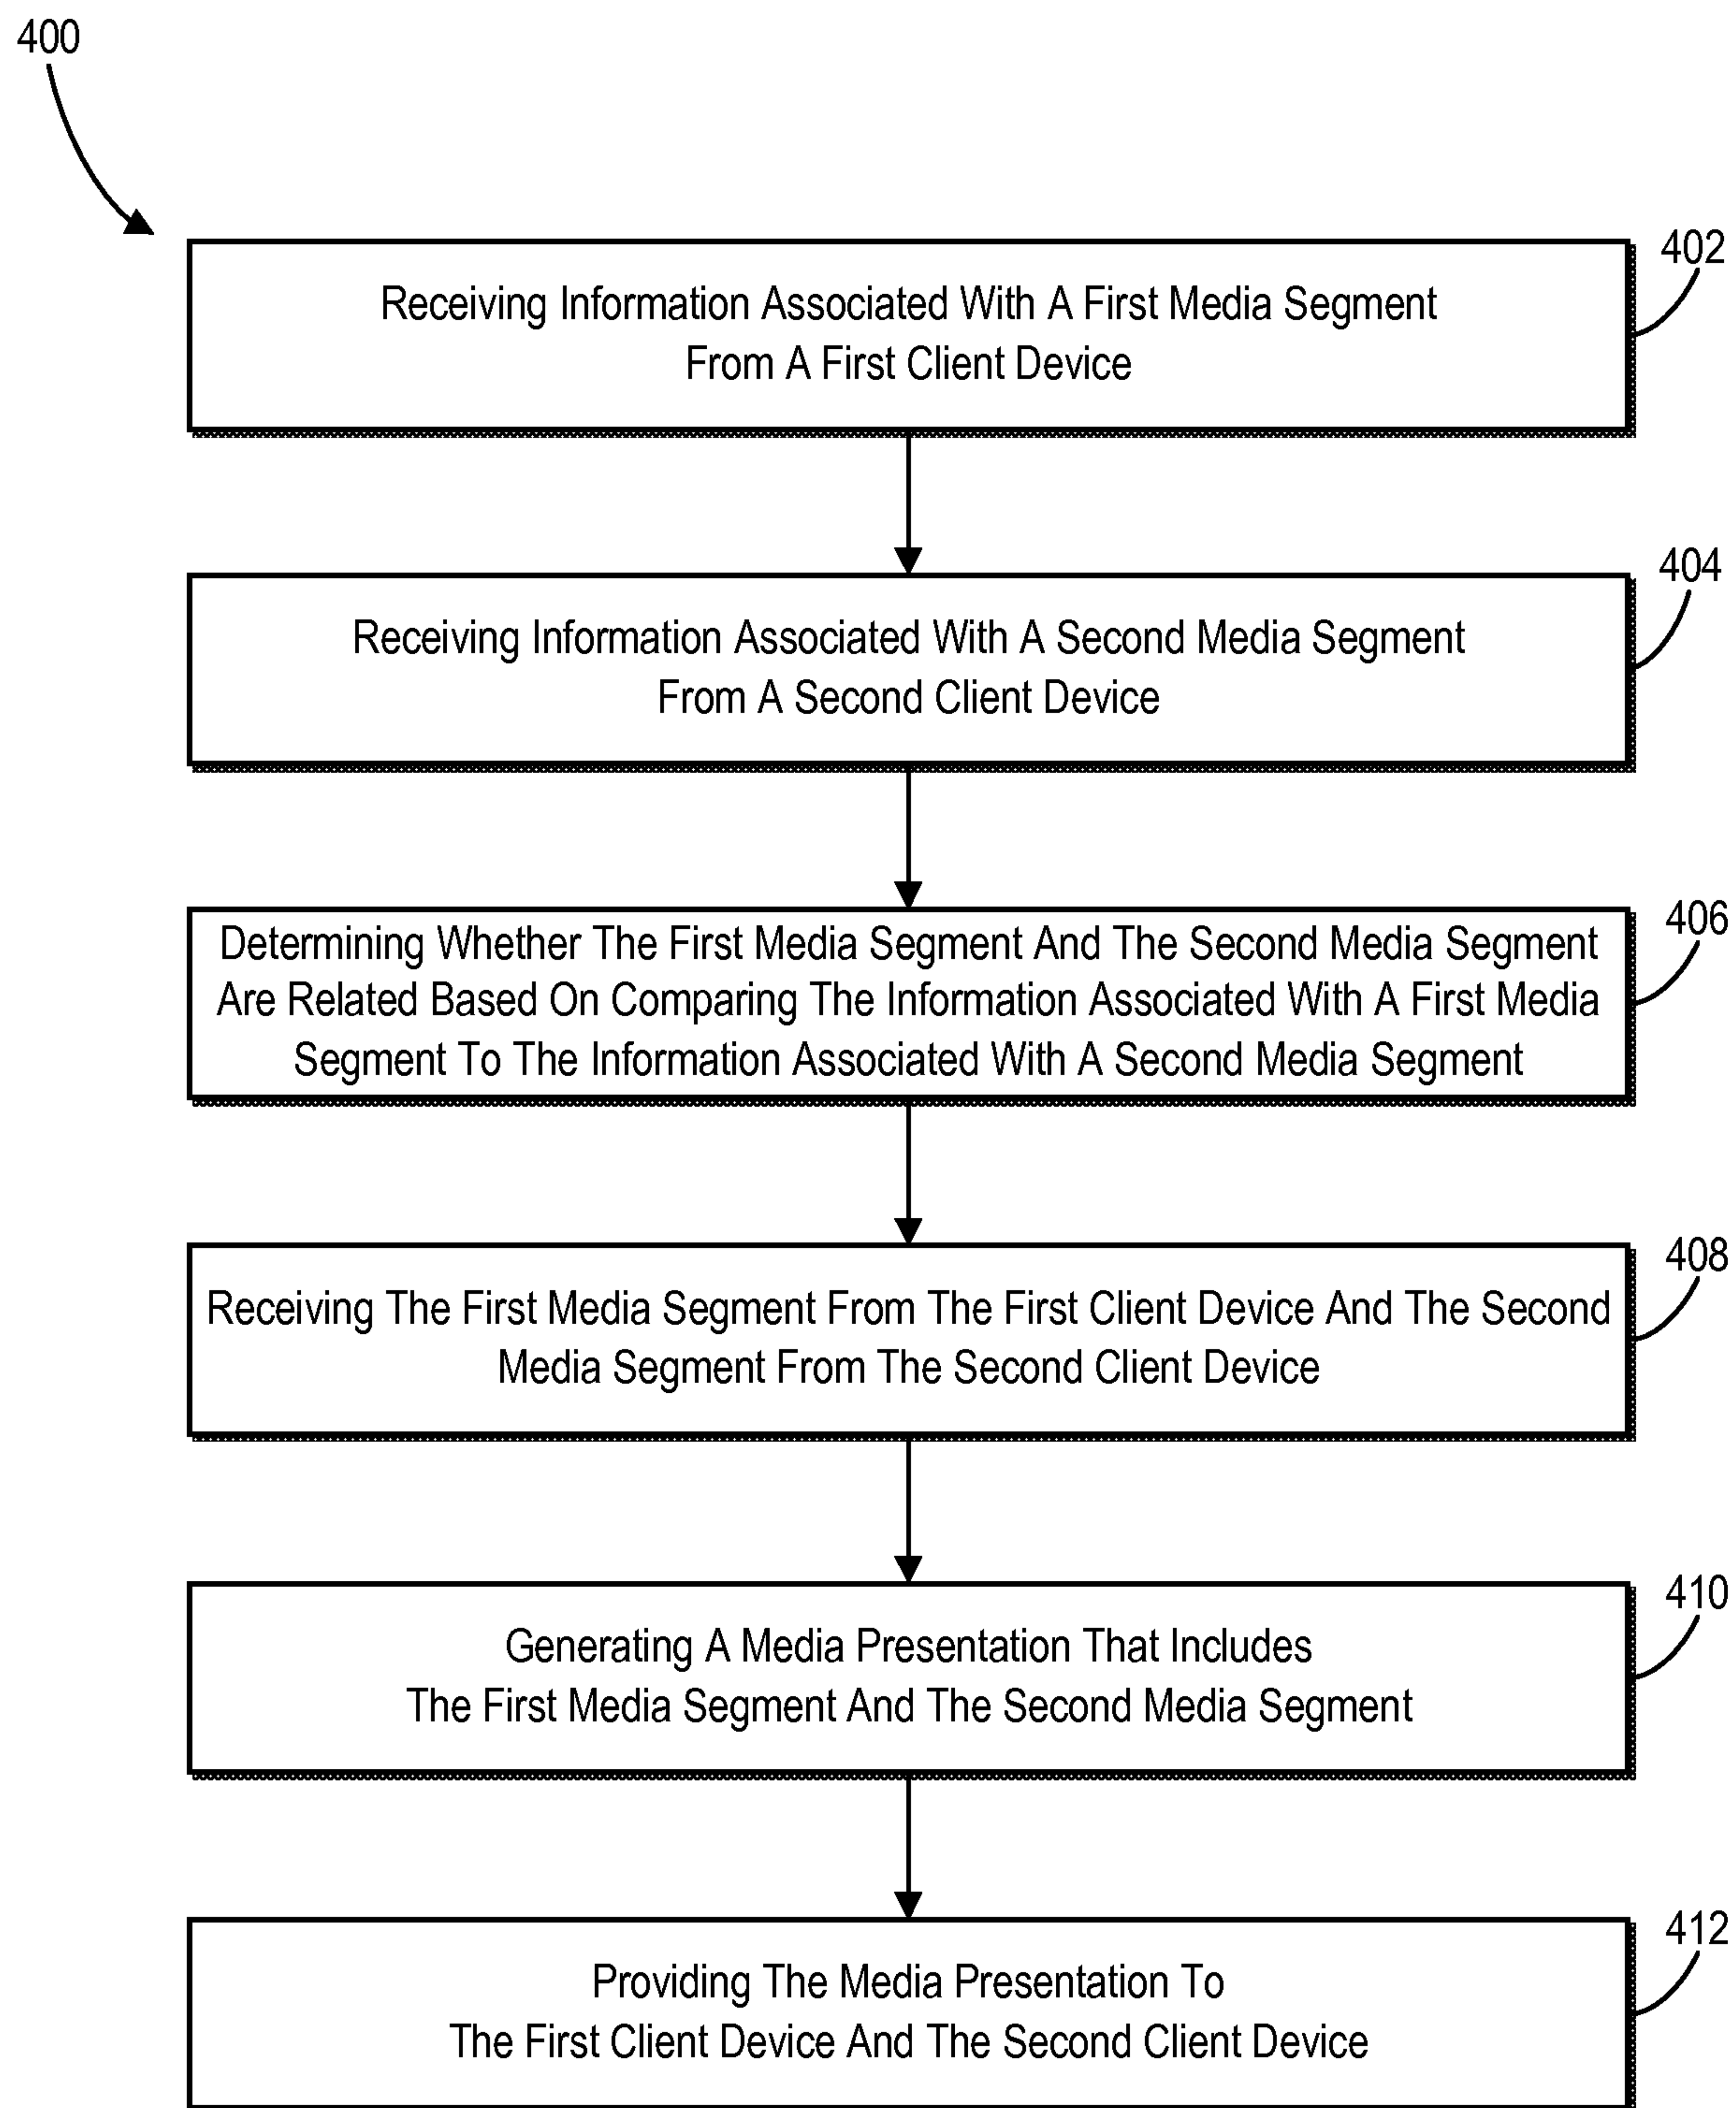 400
402
Receiving Information Associated With A First Media Segment
From A First Client Device
404
Receiving Information Associated With A Second Media Segment
From A Second Client Device
406
Determining Whether The First Media Segment And The Second Media Segment
Are Related Based On Comparing The Information Associated With A First Media
Segment To The Information Associated With A Second Media Segment
408
Receiving The First Media Segment From The First Client Device And The Second
Media Segment From The Second Client Device
410
Generating A Media Presentation That Includes
The First Media Segment And The Second Media Segment
412
Providing The Media Presentation To
The First Client Device And The Second Client Device